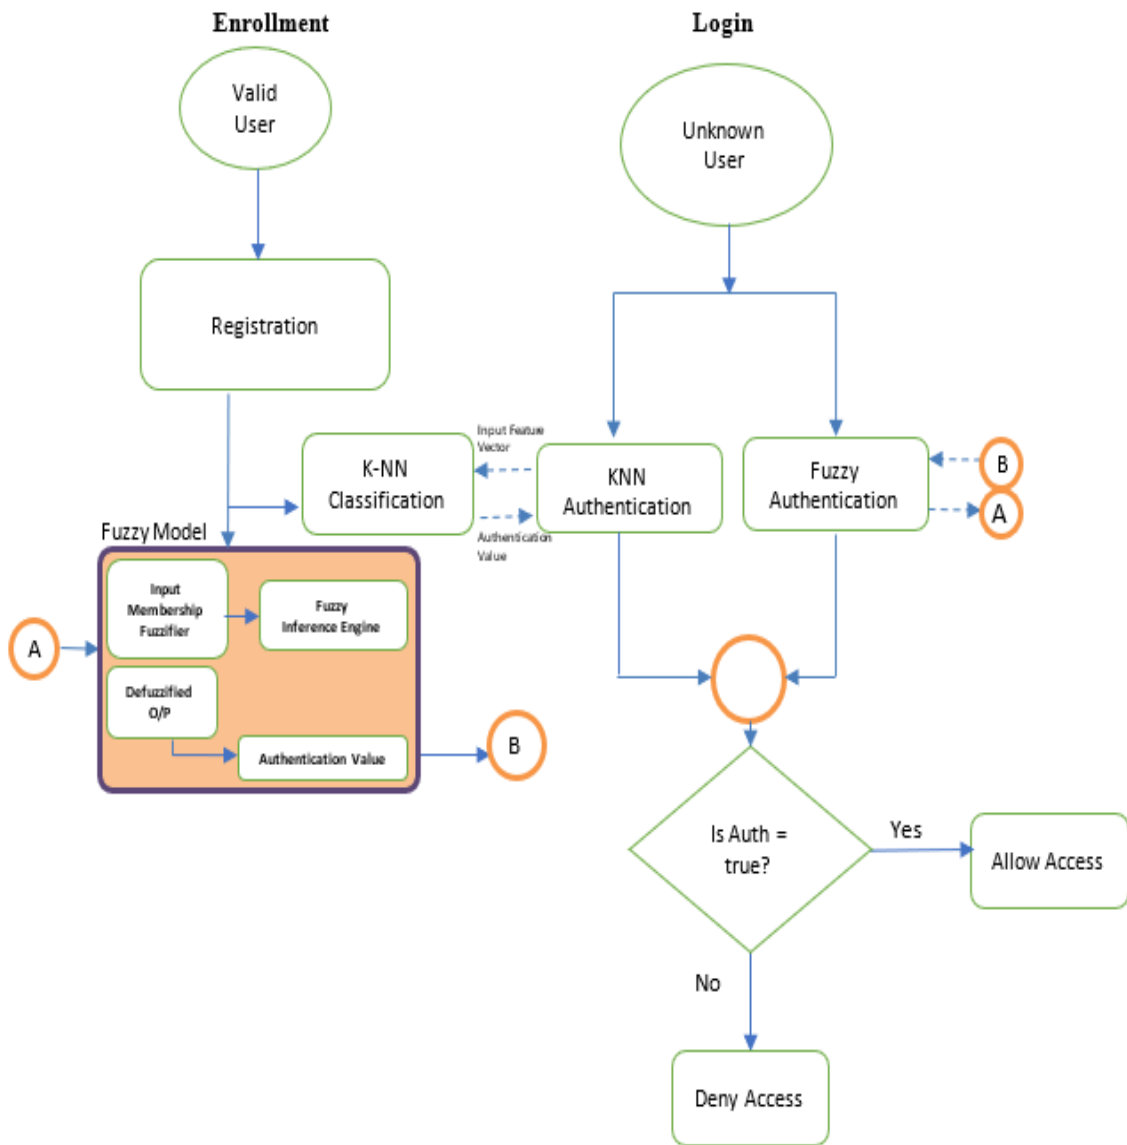 Enrollment
Login
Valid
User
Unknown
User
Registration
Input Feature
Vector
K-NN
Classification
KNN
Authentication
Fuzzy
Authentication
B
A
Authentication
Value
Fuzzy Model
Input
Membership
Fuzzifier
Fuzzy
Inference Engine
A
Defuzzified
O/P
Authentication Value
B
Is Auth =
true?
Yes
Allow Access
No
Deny Access